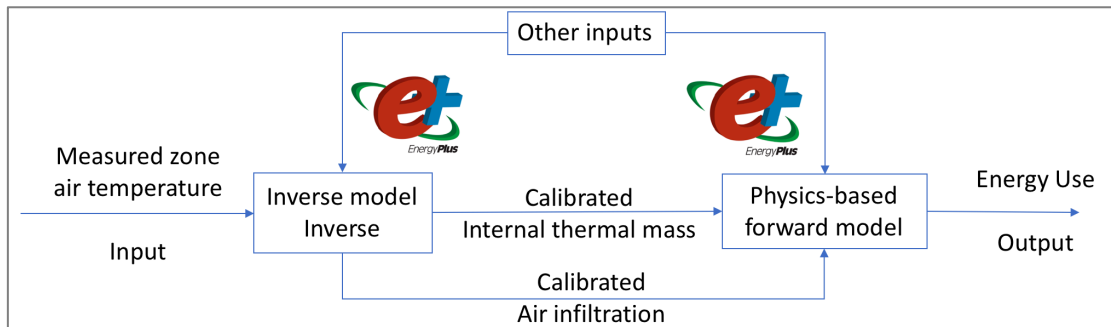 Other inputs
e+
EnergyPlus
e+
EnergyPlus
Measured zone
air temperature
Input
Inverse model
Inverse
Calibrated
Internal thermal mass
Calibrated
Air infiltration
Physics-based
forward model
Energy Use
Output